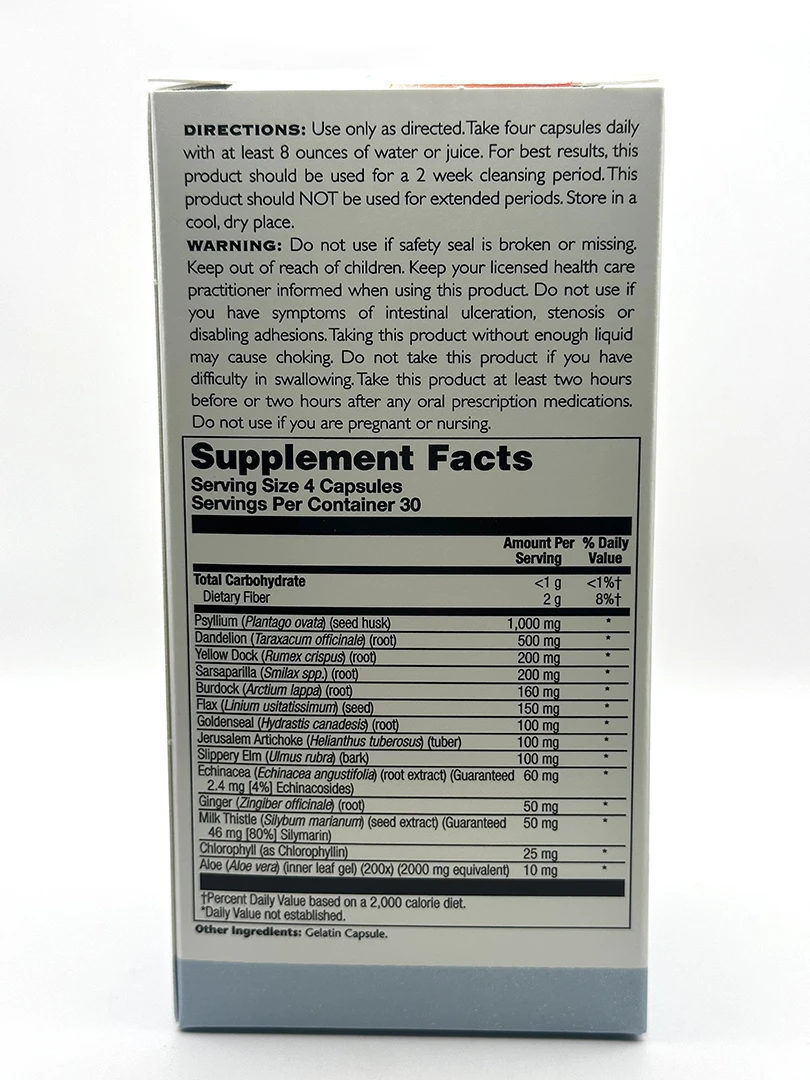 DIRECTIONS: Use only as directed. Take four capsules daily
with at least 8 ounces of water or juice. For best results, this
product should be used for a 2 week cleansing period. This
product should NOT be used for extended periods. Store in a
cool, dry place.
WARNING: Do not use if safety seal is broken or missing.
Keep out of reach of children. Keep your licensed health care
practitioner informed when using this product. Do not use if
you have symptoms of intestinal ulceration, stenosis or
disabling adhesions. Taking this product without enough liquid
may cause choking. Do not take this product if you have
difficulty in swallowing. Take this product at least two hours
before or two hours after any oral prescription medications.
Do not use if you are pregnant or nursing.
Supplement Facts
Serving Size 4 Capsules
Servings Per Container 30
Amount Per % Daily
Serving Value
Total Carbohydrate <1 g <1%†
Dietary Fiber 2 g 8%†
Psyllium (Plantago ovata) (seed husk) 1,000 mg *
Dandelion (Taraxacum officinale) (root) 500 mg *
Yellow Dock (Rumex crispus) (root) 200 mg *
Sarsaparilla (Smilax spp.) (root) 200 mg *
Burdock (Arctium lappa) (root) 160 mg *
Flax (Linium usitatissimum) (seed) 150 mg *
Goldenseal (Hydrastis canadesis) (root) 100 mg *
Jerusalem Artichoke (Helianthus tuberosus) (tuber) 100 mg *
Slippery Elm (Ulmus rubra) (bark) 100 mg *
Echinacea (Echinacea angustifolia) (root extract) (Guaranteed 60 mg *
2.4 mg [4%] Echinacosides)
Ginger (Zingiber officinale) (root) 50 mg *
Milk Thistle (Silybum marianum) (seed extract) (Guaranteed 50 mg *
46 mg [80%] Silymarin)
Chlorophyll (as Chlorophyllin) 25 mg *
Aloe (Aloe vera) (inner leaf gel) (200x) (2000 mg equivalent) 10 mg *
†Percent Daily Value based on a 2,000 calorie diet.
*Daily Value not established.
Other Ingredients: Gelatin Capsule.